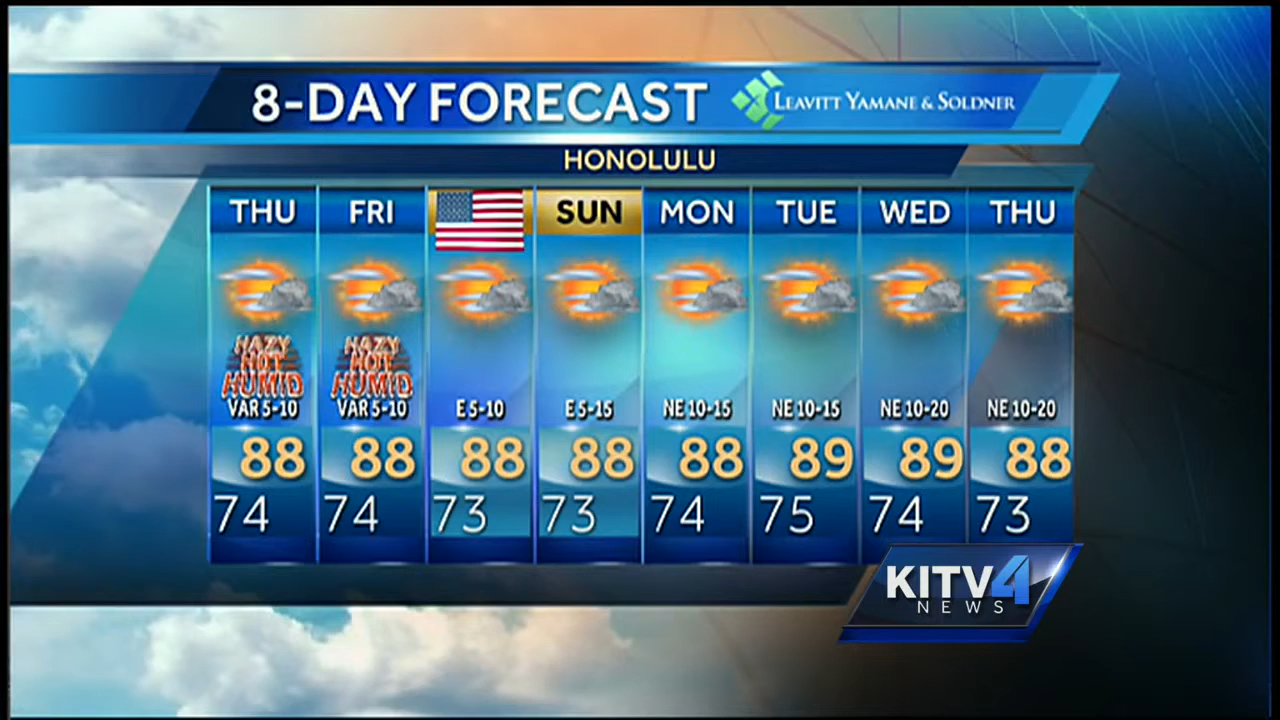 8-DAY FORECAST LEAVITT YAMANE & SOLDNER
HONOLULU
THU FRI SUN MON TUE WED THU
HAZY HAZY
HOT HOT
HUMID HUMID
VAR 5-10 VAR 5-10 E 5-10 E 5-15 NE 10-15 NE 10-15 NE 10-20 NE 10-20
88 88 88 88 88 89 89 88
74 74 73 73 74 75 74 73
KITV4
NEWS